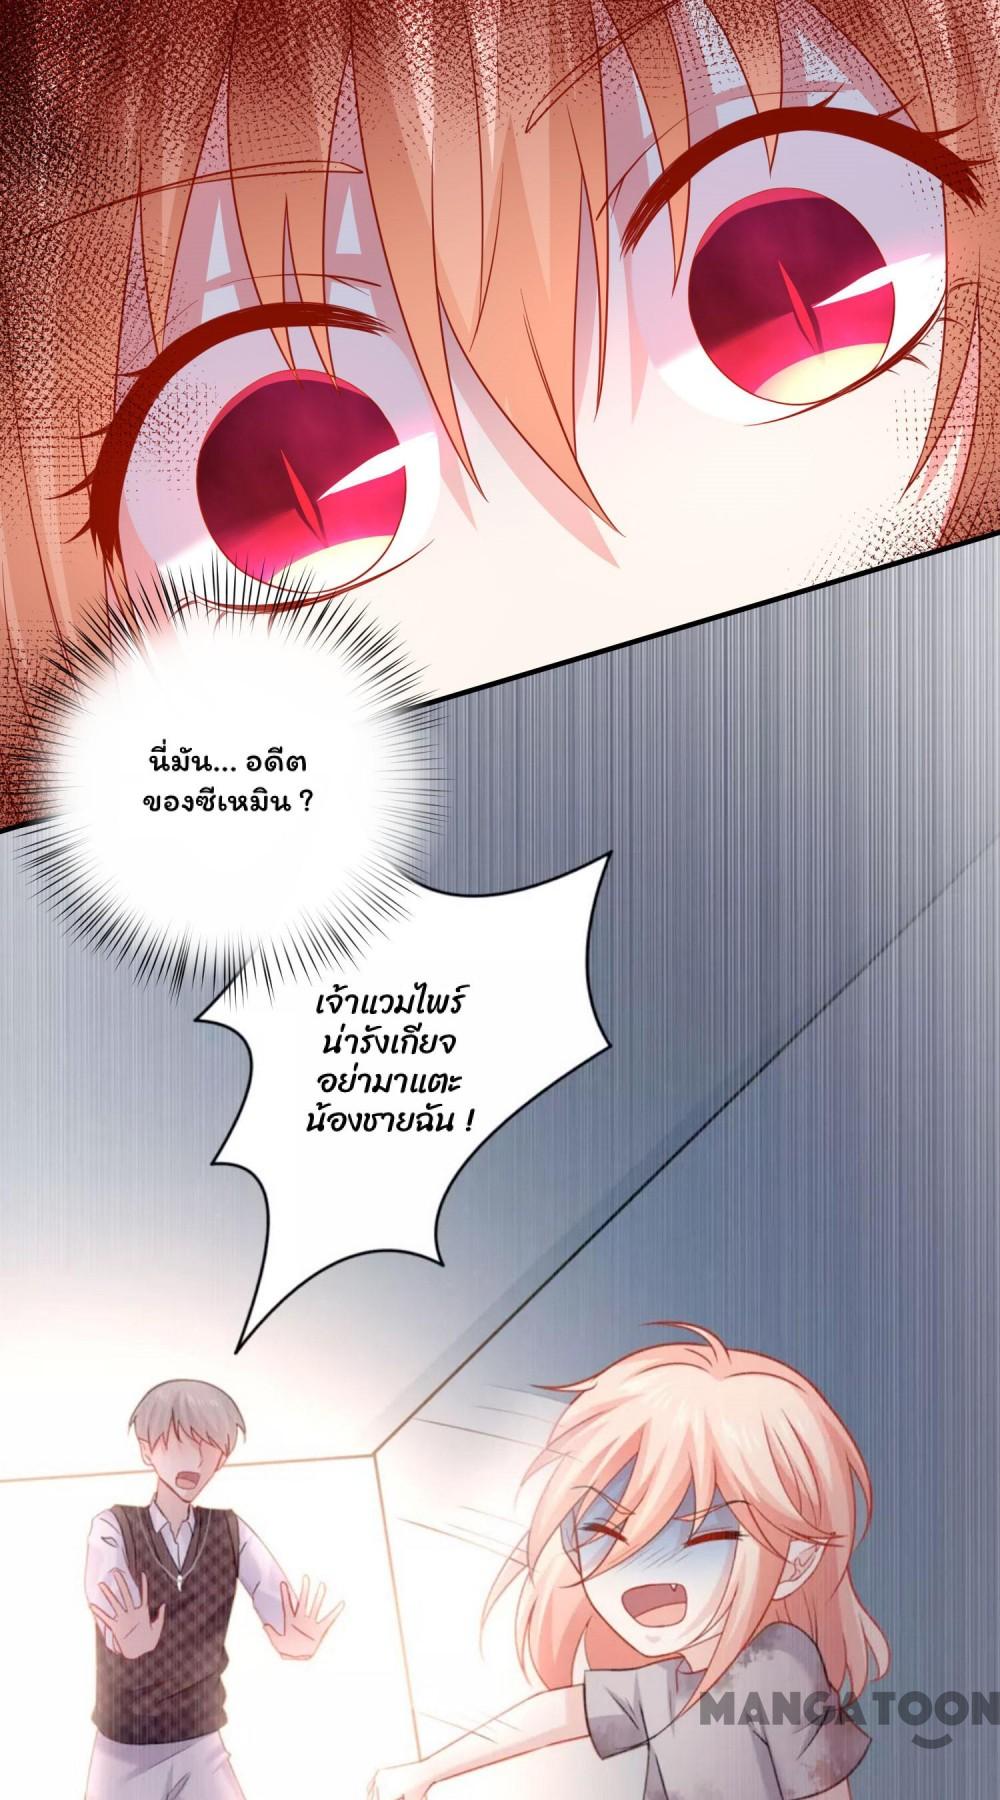 นี่มัน... อดีต
ของซีเหมิน ?
เจ้าแวมไพร์
น่ารังเกียจ
อย่ามาแตะ
น้องชายฉัน !
MANGATOON